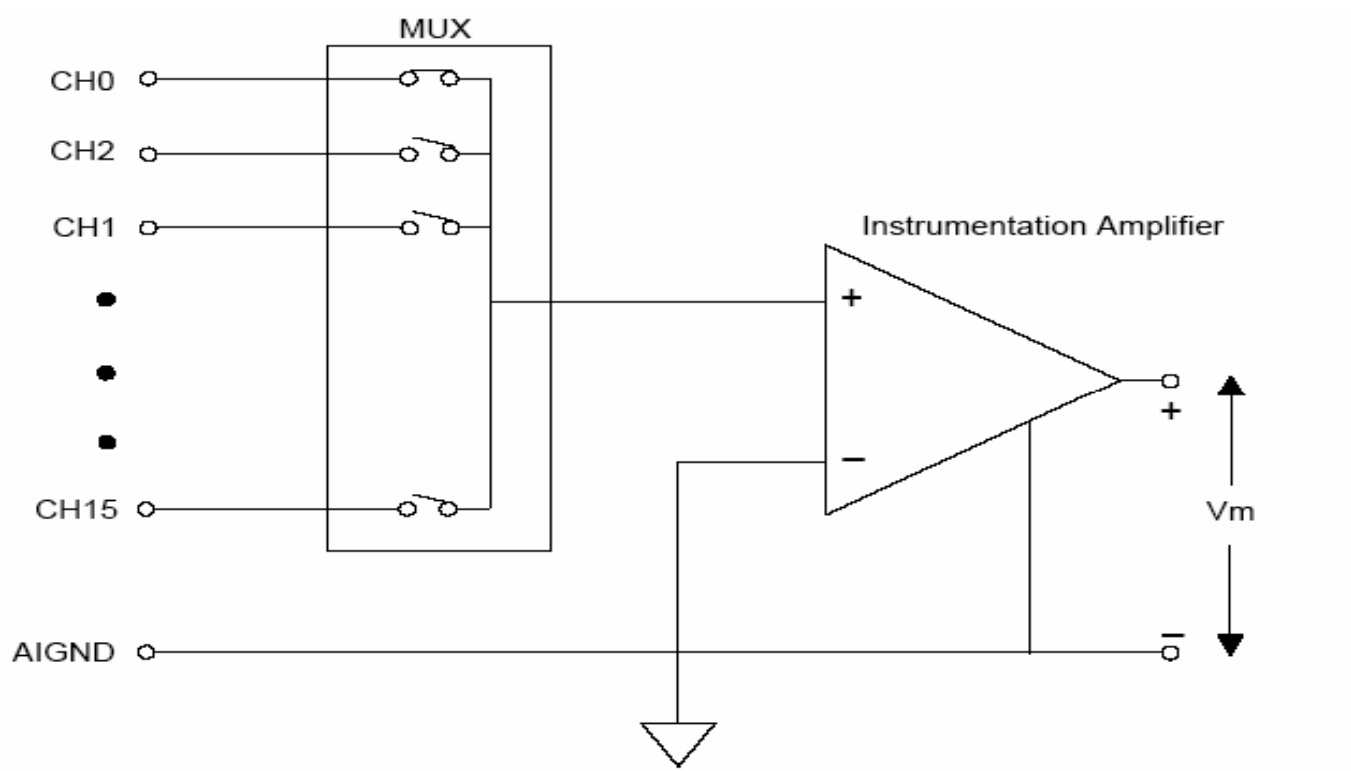 MUX
CH0
CH2
CH1
Instrumentation Amplifier
+
−
+
CH15
Vm
AIGND
−